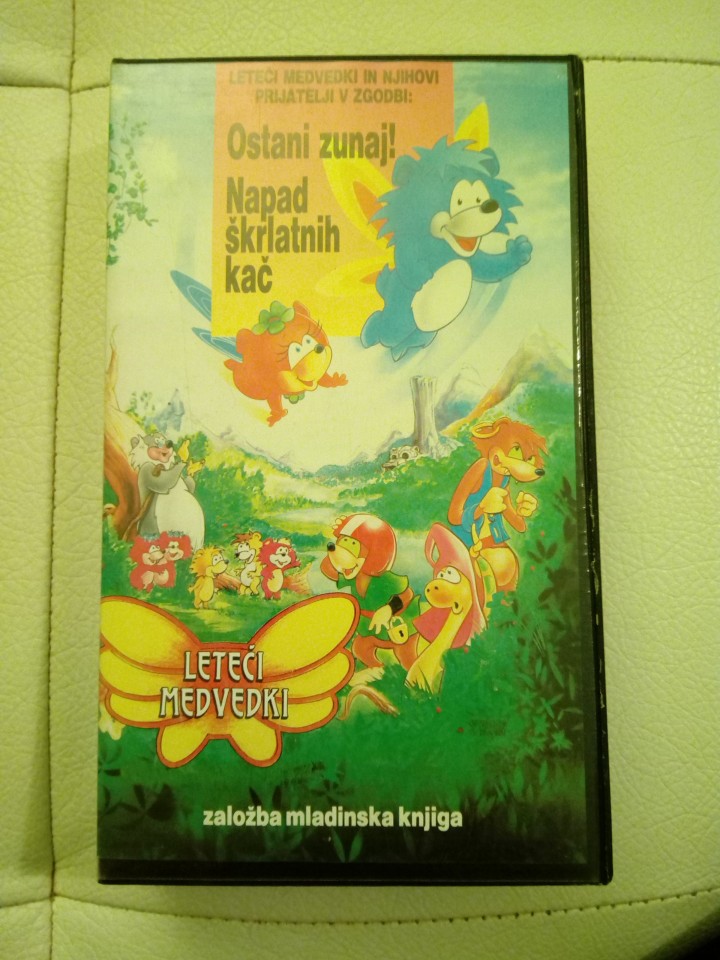 LETEČI MEDVEDKI IN NJIHOVI
PRIJATELJI V ZGODBI:
Ostani zunaj!
Napad
škrlatnih
kač
LETEČI
MEDVEDKI
založba mladinska knjiga